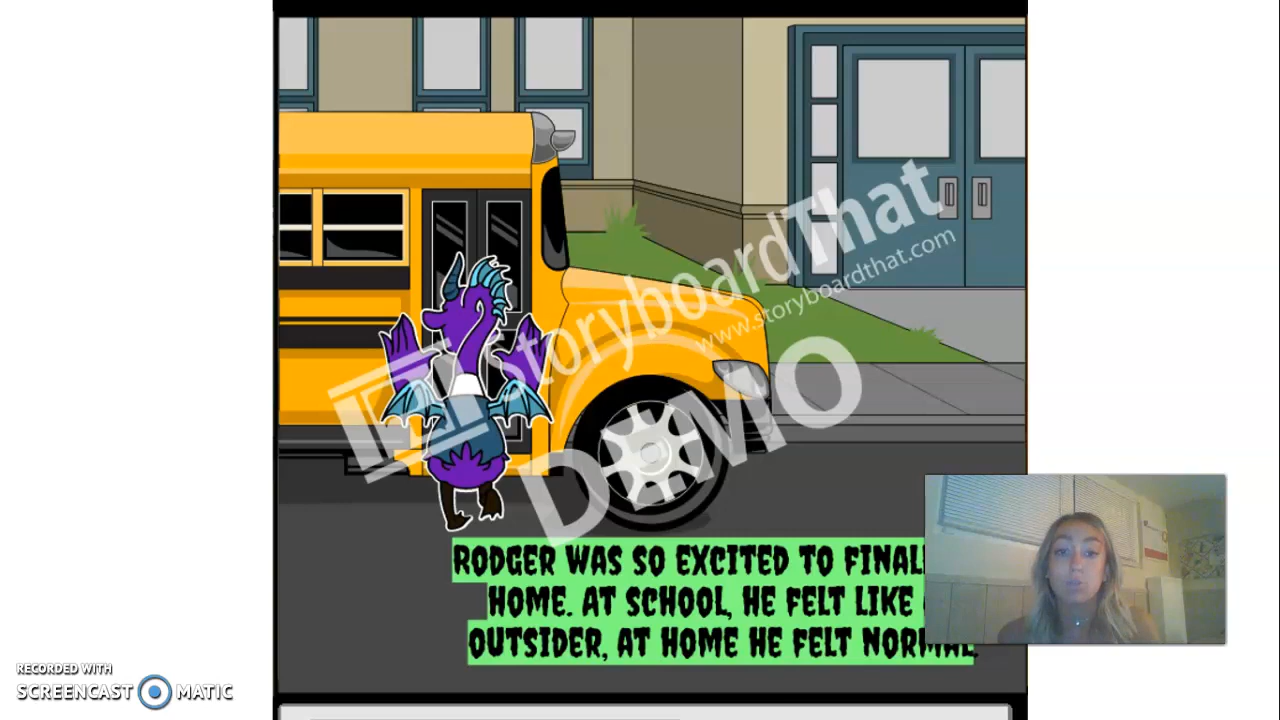 StoryboardThat
www.storyboardthat.com
DEMO
RODGER WAS SO EXCITED TO
HOME. AT SCHOOL, HE FELT LIKE
OUTSIDER, AT HOME HE FELT NORMAL.
RECORDED WITH
SCREENCAST MATIC